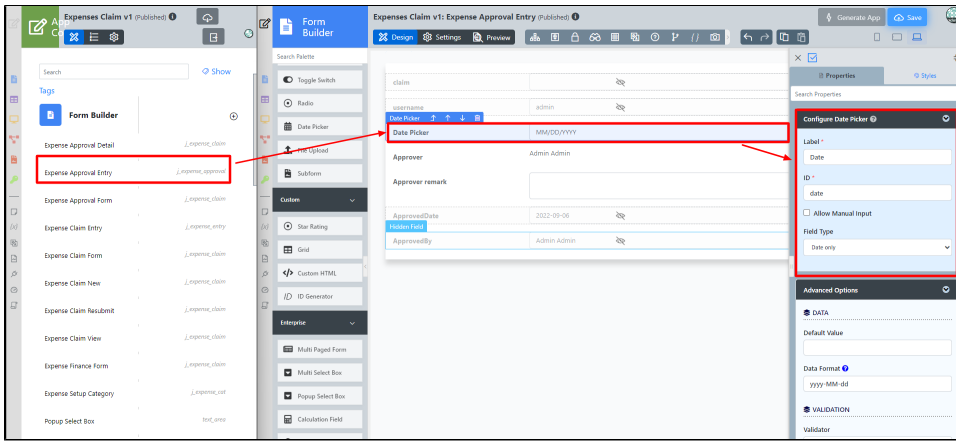 Expenses Claim v1 (Published)
Search
Show
Tags
Form Builder
Expense Approval Detail j_expense_claim
Expense Approval Entry j_expense_approval
Expense Approval Form j_expense_claim
Expense Claim Entry j_expense_entry
Expense Claim Form j_expense_claim
Expense Claim New j_expense_claim
Expense Claim Resubmit j_expense_claim
Expense Claim View j_expense_claim
Expense Finance Form j_expense_claim
Expense Setup Category j_expense_cat
Popup Select Box text_area
Form
Builder
Search Palette
Toggle Switch
Radio
Date Picker
File Upload
Subform
Custom
Star Rating
Grid
</> Custom HTML
ID ID Generator
Enterprise
Multi Paged Form
Multi Select Box
Popup Select Box
Calculation Field
Expenses Claim v1: Expense Approval Entry (Published)
Generate App
Save
Design
Settings
Preview
claim
username admin
Date Picker
Date Picker MM/DD/YYYY
Approver Admin Admin
Approver remark
ApprovedDate 2022-09-06
Hidden Field
ApprovedBy Admin Admin
Properties
Styles
Search Properties
Configure Date Picker
Label *
Date
ID *
date
Allow Manual Input
Field Type
Date only
Advanced Options
DATA
Default Value
Data Format
yyyy-MM-dd
VALIDATION
Validator